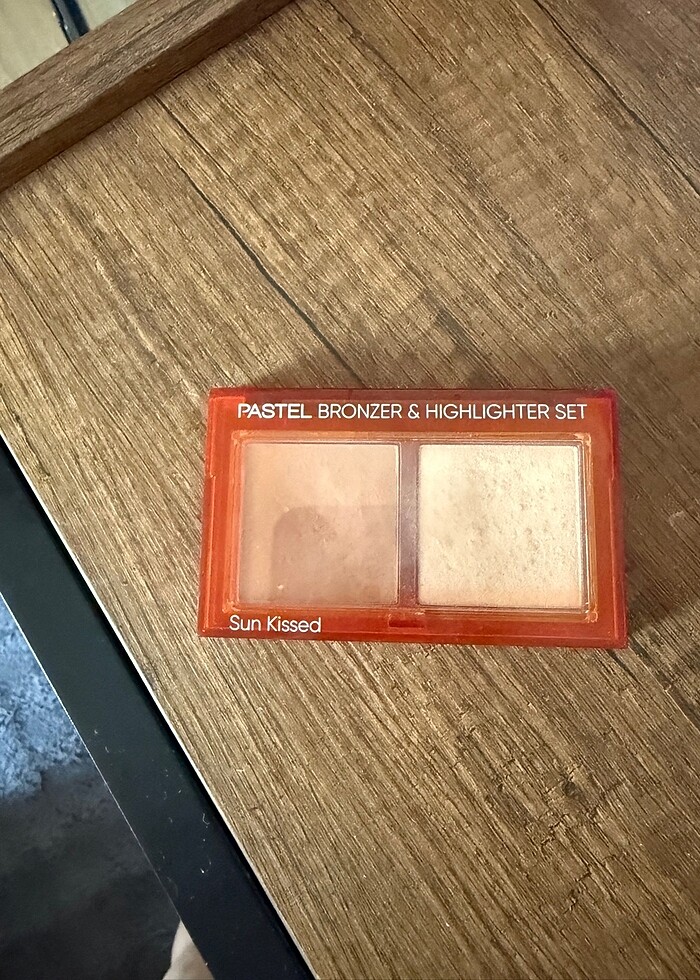 PASTEL BRONZER & HIGHLIGHTER SET
Sun Kissed